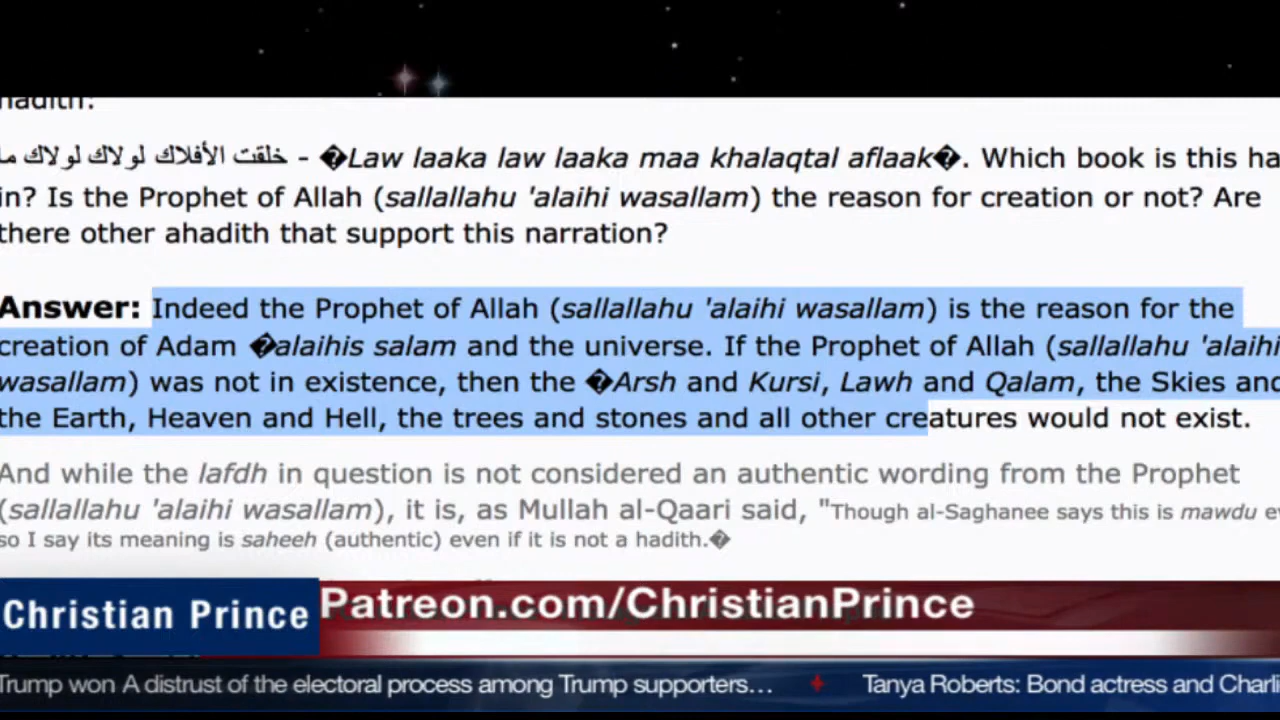 hadith:
ما لولاك لولاك الأفلاك خلقت - �Law laaka law laaka maa khalaqtal aflaak�. Which book is this ha
in? Is the Prophet of Allah (sallallahu 'alaihi wasallam) the reason for creation or not? Are
there other ahadith that support this narration?
Answer: Indeed the Prophet of Allah (sallallahu 'alaihi wasallam) is the reason for the
creation of Adam �alaihis salam and the universe. If the Prophet of Allah (sallallahu 'alaihi
wasallam) was not in existence, then the �Arsh and Kursi, Lawh and Qalam, the Skies and
the Earth, Heaven and Hell, the trees and stones and all other creatures would not exist.
And while the lafdh in question is not considered an authentic wording from the Prophet
(sallallahu 'alaihi wasallam), it is, as Mullah al-Qaari said, "Though al-Saghanee says this is mawdu ev
so I say its meaning is saheeh (authentic) even if it is not a hadith.�
Christian Prince
Patreon.com/ChristianPrince
Trump won A distrust of the electoral process among Trump supporters... + Tanya Roberts: Bond actress and Charli